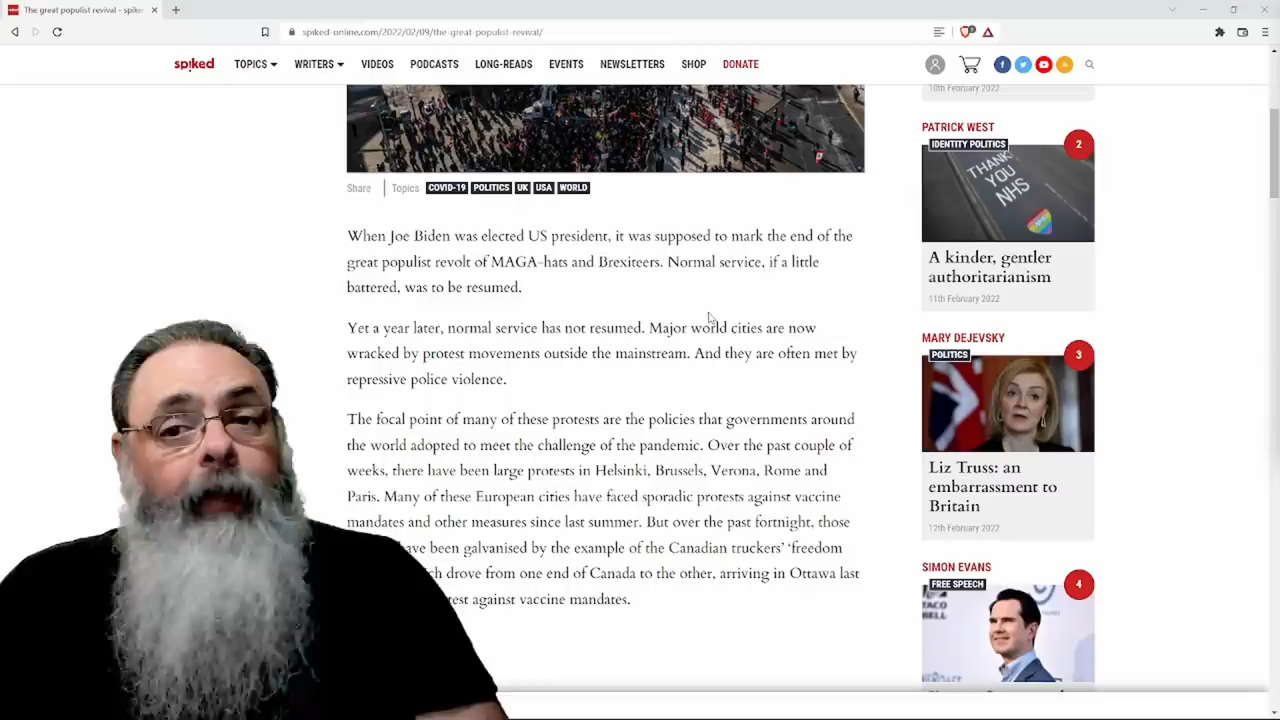 The great populist revival - spike
spiked-online.com/2022/02/09/the-great-populist-revival/
spiked
TOPICS
WRITERS
VIDEOS
PODCASTS
LONG-READS
EVENTS
NEWSLETTERS
SHOP
DONATE
Share
Topics
COVID-19
POLITICS
UK
USA
WORLD
When Joe Biden was elected US president, it was supposed to mark the end of the
great populist revolt of MAGA-hats and Brexiteers. Normal service, if a little
battered, was to be resumed.
Yet a year later, normal service has not resumed. Major world cities are now
wracked by protest movements outside the mainstream. And they are often met by
repressive police violence.
The focal point of many of these protests are the policies that governments around
the world adopted to meet the challenge of the pandemic. Over the past couple of
weeks, there have been large protests in Helsinki, Brussels, Verona, Rome and
Paris. Many of these European cities have faced sporadic protests against vaccine
mandates and other measures since last summer. But over the past fortnight, those
have been galvanised by the example of the Canadian truckers' 'freedom
drove from one end of Canada to the other, arriving in Ottawa last
against vaccine mandates.
10th February 2022
PATRICK WEST
IDENTITY POLITICS
2
THANK
YOU
NHS
A kinder, gentler
authoritarianism
11th February 2022
MARY DEJEVSKY
POLITICS
3
Liz Truss: an
embarrassment to
Britain
12th February 2022
SIMON EVANS
FREE SPEECH
4